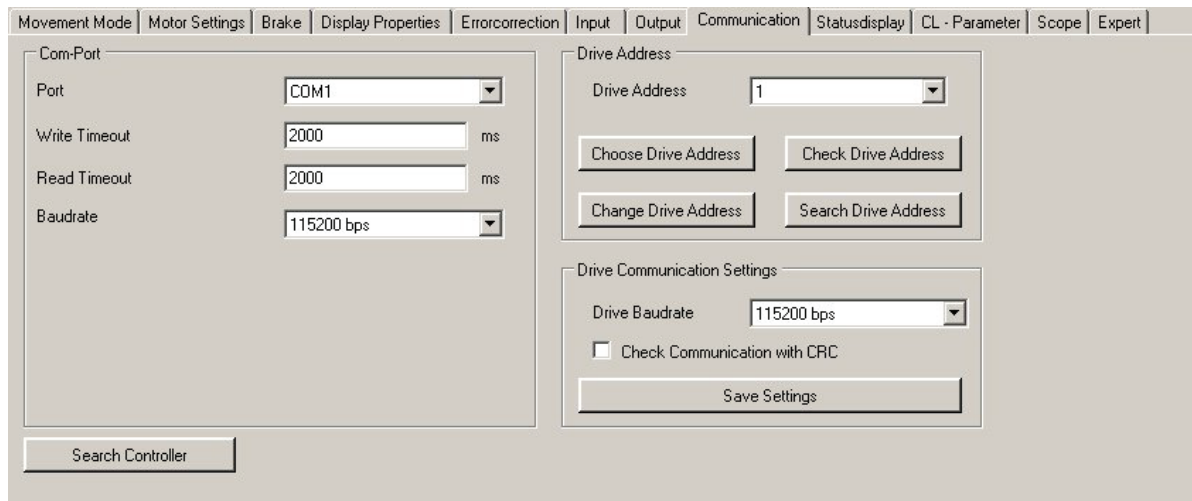 Movement Mode Motor Settings Brake Display Properties Errorcorrection Input Output Communication Statusdisplay CL - Parameter Scope Expert
Com-Port
Port COM1
Write Timeout 2000 ms
Read Timeout 2000 ms
Baudrate 115200 bps
Search Controller
Drive Address
Drive Address 1
Choose Drive Address Check Drive Address
Change Drive Address Search Drive Address
Drive Communication Settings
Drive Baudrate 115200 bps
Check Communication with CRC
Save Settings